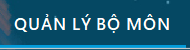 QUẢN LÝ BỘ MÔN